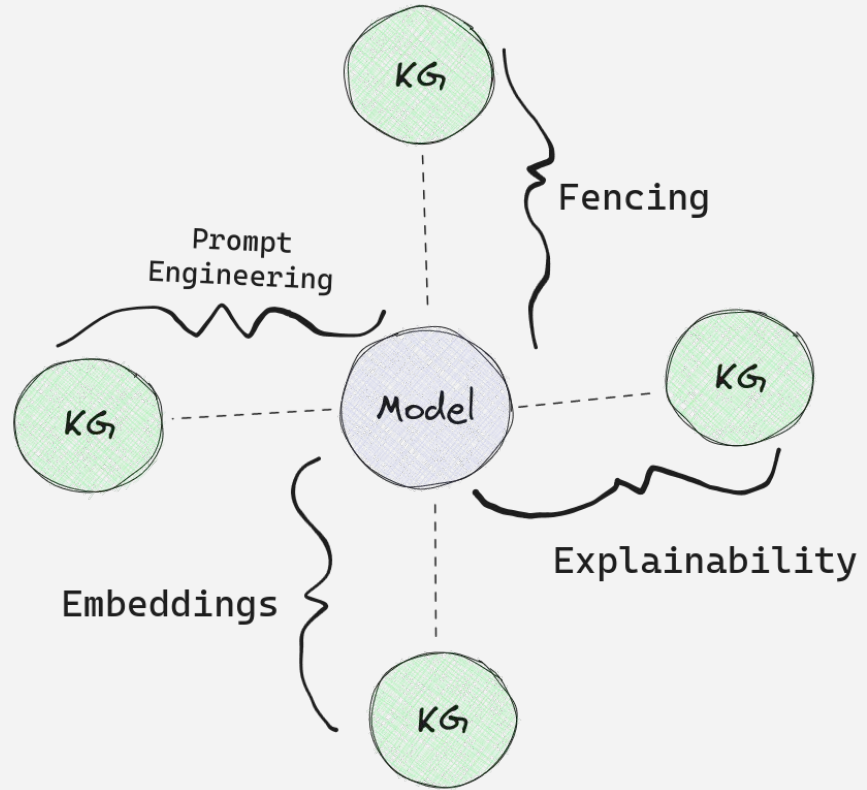 KG
Fencing
Prompt
Engineering
KG
Model
KG
Explainability
Embeddings
KG